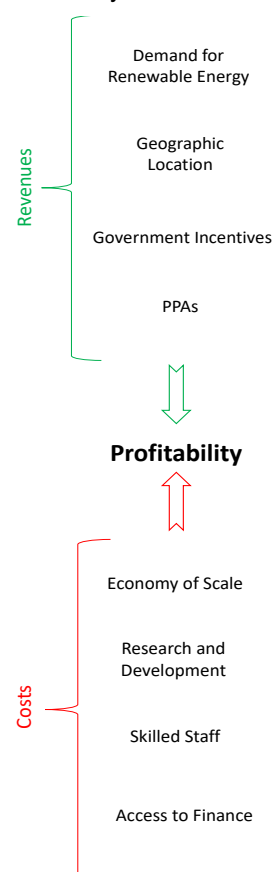 Demand for
Renewable Energy
Geographic
Location
Revenues
Government Incentives
PPAs
Profitability
Economy of Scale
Research and
Development
Costs
Skilled Staff
Access to Finance